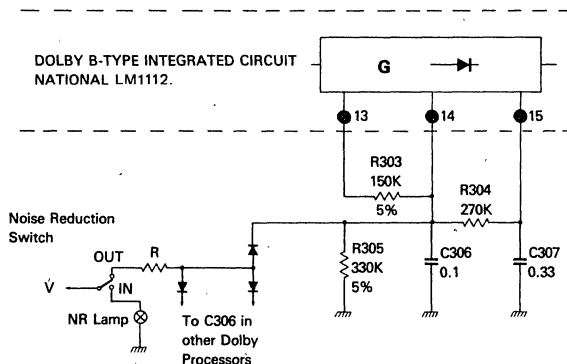 DOLBY B-TYPE INTEGRATED CIRCUIT
NATIONAL LM1112.
G
13
14
15
R303
150K
5%
R304
270K
Noise Reduction
Switch
OUT
R
V
IN
NR Lamp
To C306 in
other Dolby
Processors
R305
330K
5%
C306
0.1
C307
0.33